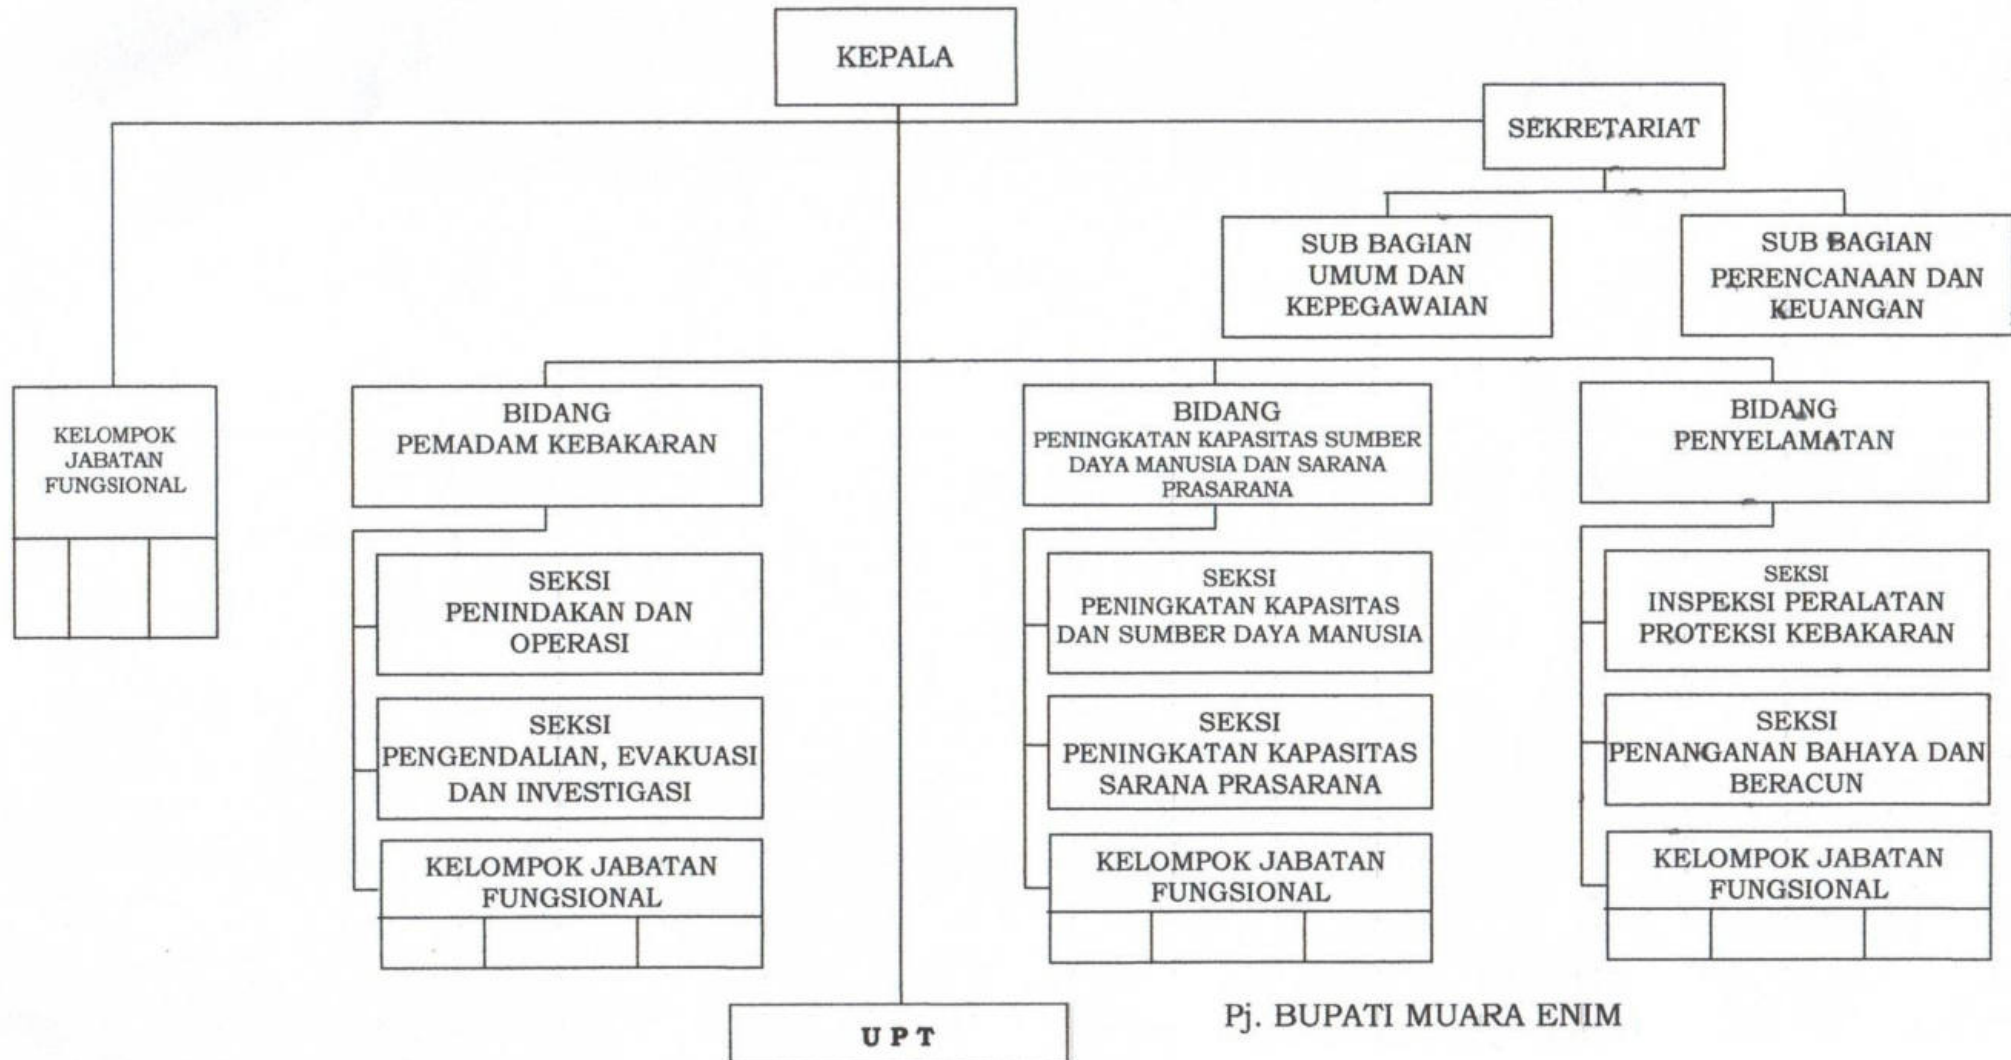 KEPALA
SEKRETARIAT
SUB BAGIAN
UMUM DAN
KEPEGAWAIAN
SUB BAGIAN
PERENCANAAN DAN
KEUANGAN
KELOMPOK
JABATAN
FUNGSIONAL
BIDANG
PEMADAM KEBAKARAN
BIDANG
PENINGKATAN KAPASITAS SUMBER
DAYA MANUSIA DAN SARANA
PRASARANA
BIDANG
PENYELAMATAN
SEKSI
PENINDAKAN DAN
OPERASI
SEKSI
PENGENDALIAN, EVAKUASI
DAN INVESTIGASI
KELOMPOK JABATAN
FUNGSIONAL
SEKSI
PENINGKATAN KAPASITAS
DAN SUMBER DAYA MANUSIA
SEKSI
PENINGKATAN KAPASITAS
SARANA PRASARANA
KELOMPOK JABATAN
FUNGSIONAL
SEKSI
INSPEKSI PERALATAN
PROTEKSI KEBAKARAN
SEKSI
PENANGANAN BAHAYA DAN
BERACUN
KELOMPOK JABATAN
FUNGSIONAL
U P T
Pj. BUPATI MUARA ENIM